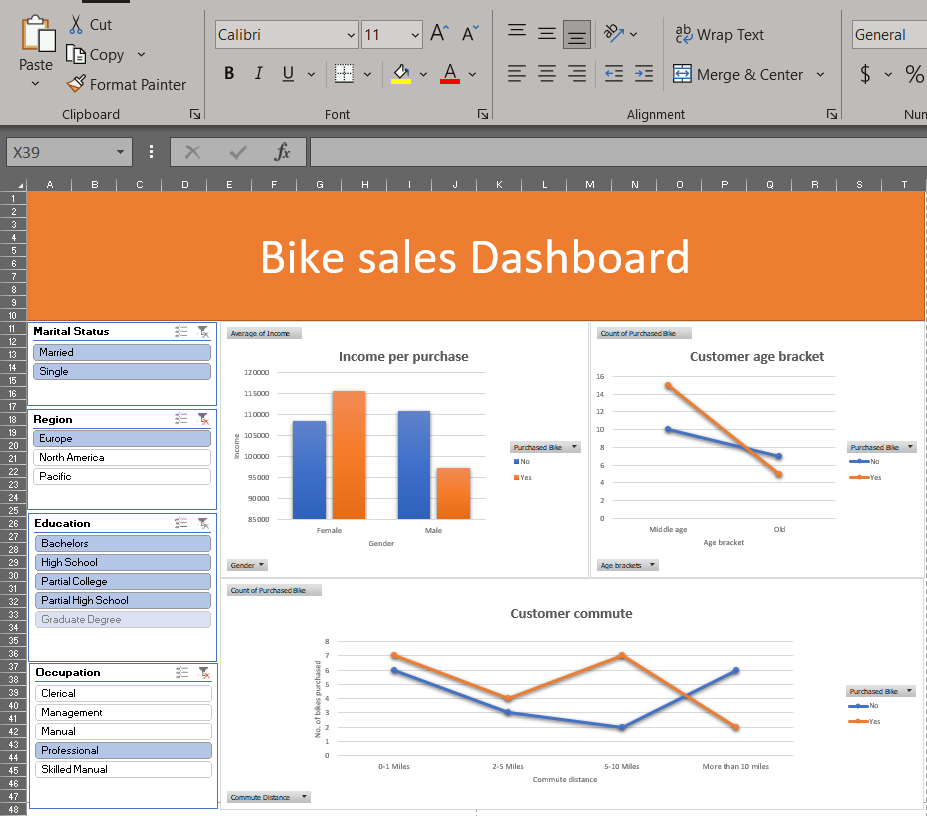 Cut
Calibri
11
A A
ab Wrap Text
General
Copy
Paste
Format Painter
B I U A
Merge & Center
$ %
Clipboard
Font
Alignment
Num
X39
fx
A B C D E F G H I J K L M N O P Q R S T
1
2
3
4
5
6
7
8
9
10
11
12
13
14
15
16
17
18
19
20
21
22
23
24
25
26
27
28
29
30
31
32
33
34
35
36
37
38
39
40
41
42
43
44
45
46
47
48
Bike sales Dashboard
Marital Status
Married
Single
Region
Europe
North America
Pacific
Education
Bachelors
High School
Partial College
Partial High School
Graduate Degree
Occupation
Clerical
Management
Manual
Professional
Skilled Manual
Average of Income
Income per purchase
120000
115000
110000
105000
100000
95000
90000
85000
Income
Female Male
Gender
Purchased Bike
No
Yes
Gender
Count of Purchased Bike
Customer age bracket
16
14
12
10
8
6
4
2
0
Middle age Old
Age bracket
Purchased Bike
No
Yes
Age brackets
Count of Purchased Bike
Customer commute
8
7
6
5
4
3
2
1
0
No. of bikes purchased
0-1 Miles 2-5 Miles 5-10 Miles More than 10 miles
Commute distance
Purchased Bike
No
Yes
Commute Distance